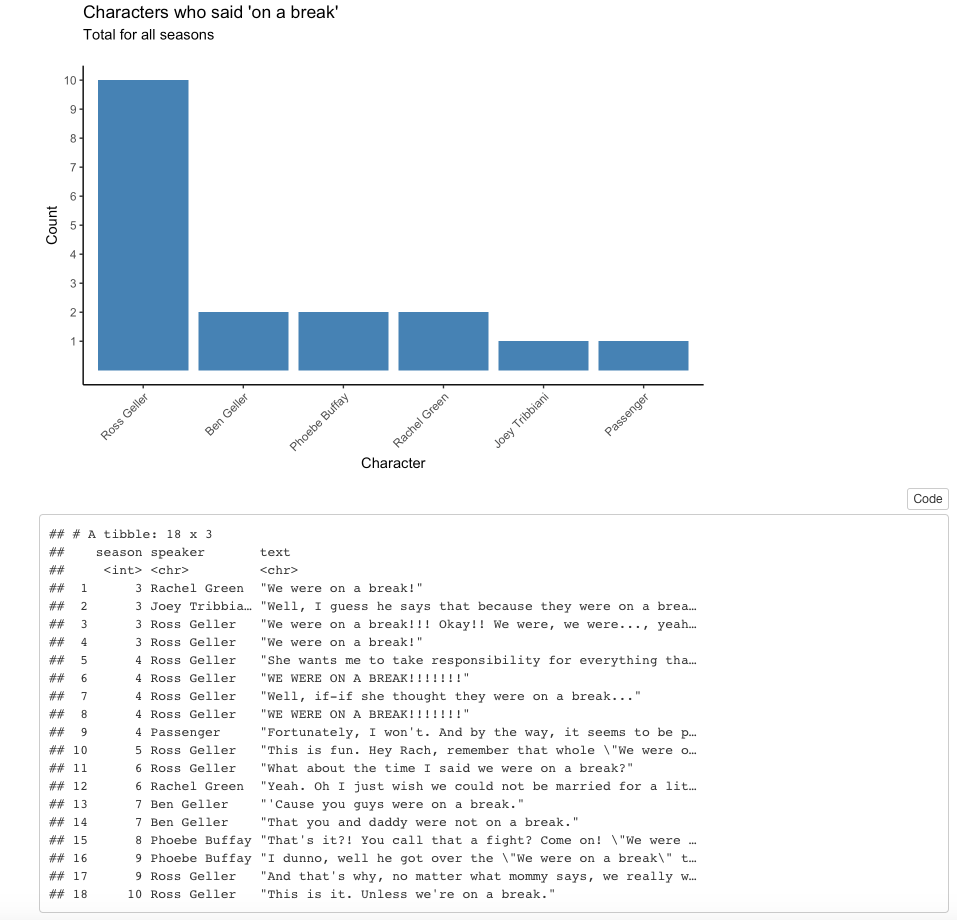 Characters who said 'on a break'
Total for all seasons
10
9
8
7
6
5
4
3
2
1
Count
Ross Geller
Ben Geller
Phoebe Buffay
Rachel Green
Joey Tribbiani
Passenger
Character
Code
## # A tibble: 18 x 3
##    season speaker       text
##     <int> <chr>         <chr>
##  1      3 Rachel Green  "We were on a break!"
##  2      3 Joey Tribbia… "Well, I guess he says that because they were on a brea…
##  3      3 Ross Geller   "We were on a break!!! Okay!! We were, we were..., yeah…
##  4      3 Ross Geller   "We were on a break!"
##  5      4 Ross Geller   "She wants me to take responsibility for everything tha…
##  6      4 Ross Geller   "WE WERE ON A BREAK!!!!!!!"
##  7      4 Ross Geller   "Well, if-if she thought they were on a break..."
##  8      4 Ross Geller   "WE WERE ON A BREAK!!!!!!!"
##  9      4 Passenger     "Fortunately, I won't. And by the way, it seems to be p…
## 10      5 Ross Geller   "This is fun. Hey Rach, remember that whole \"We were o…
## 11      6 Ross Geller   "What about the time I said we were on a break?"
## 12      6 Rachel Green  "Yeah. Oh I just wish we could not be married for a lit…
## 13      7 Ben Geller    "'Cause you guys were on a break."
## 14      7 Ben Geller    "That you and daddy were not on a break."
## 15      8 Phoebe Buffay "That's it?! You call that a fight? Come on! \"We were …
## 16      9 Phoebe Buffay "I dunno, well he got over the \"We were on a break\" t…
## 17      9 Ross Geller   "And that's why, no matter what mommy says, we really w…
## 18     10 Ross Geller   "This is it. Unless we're on a break."